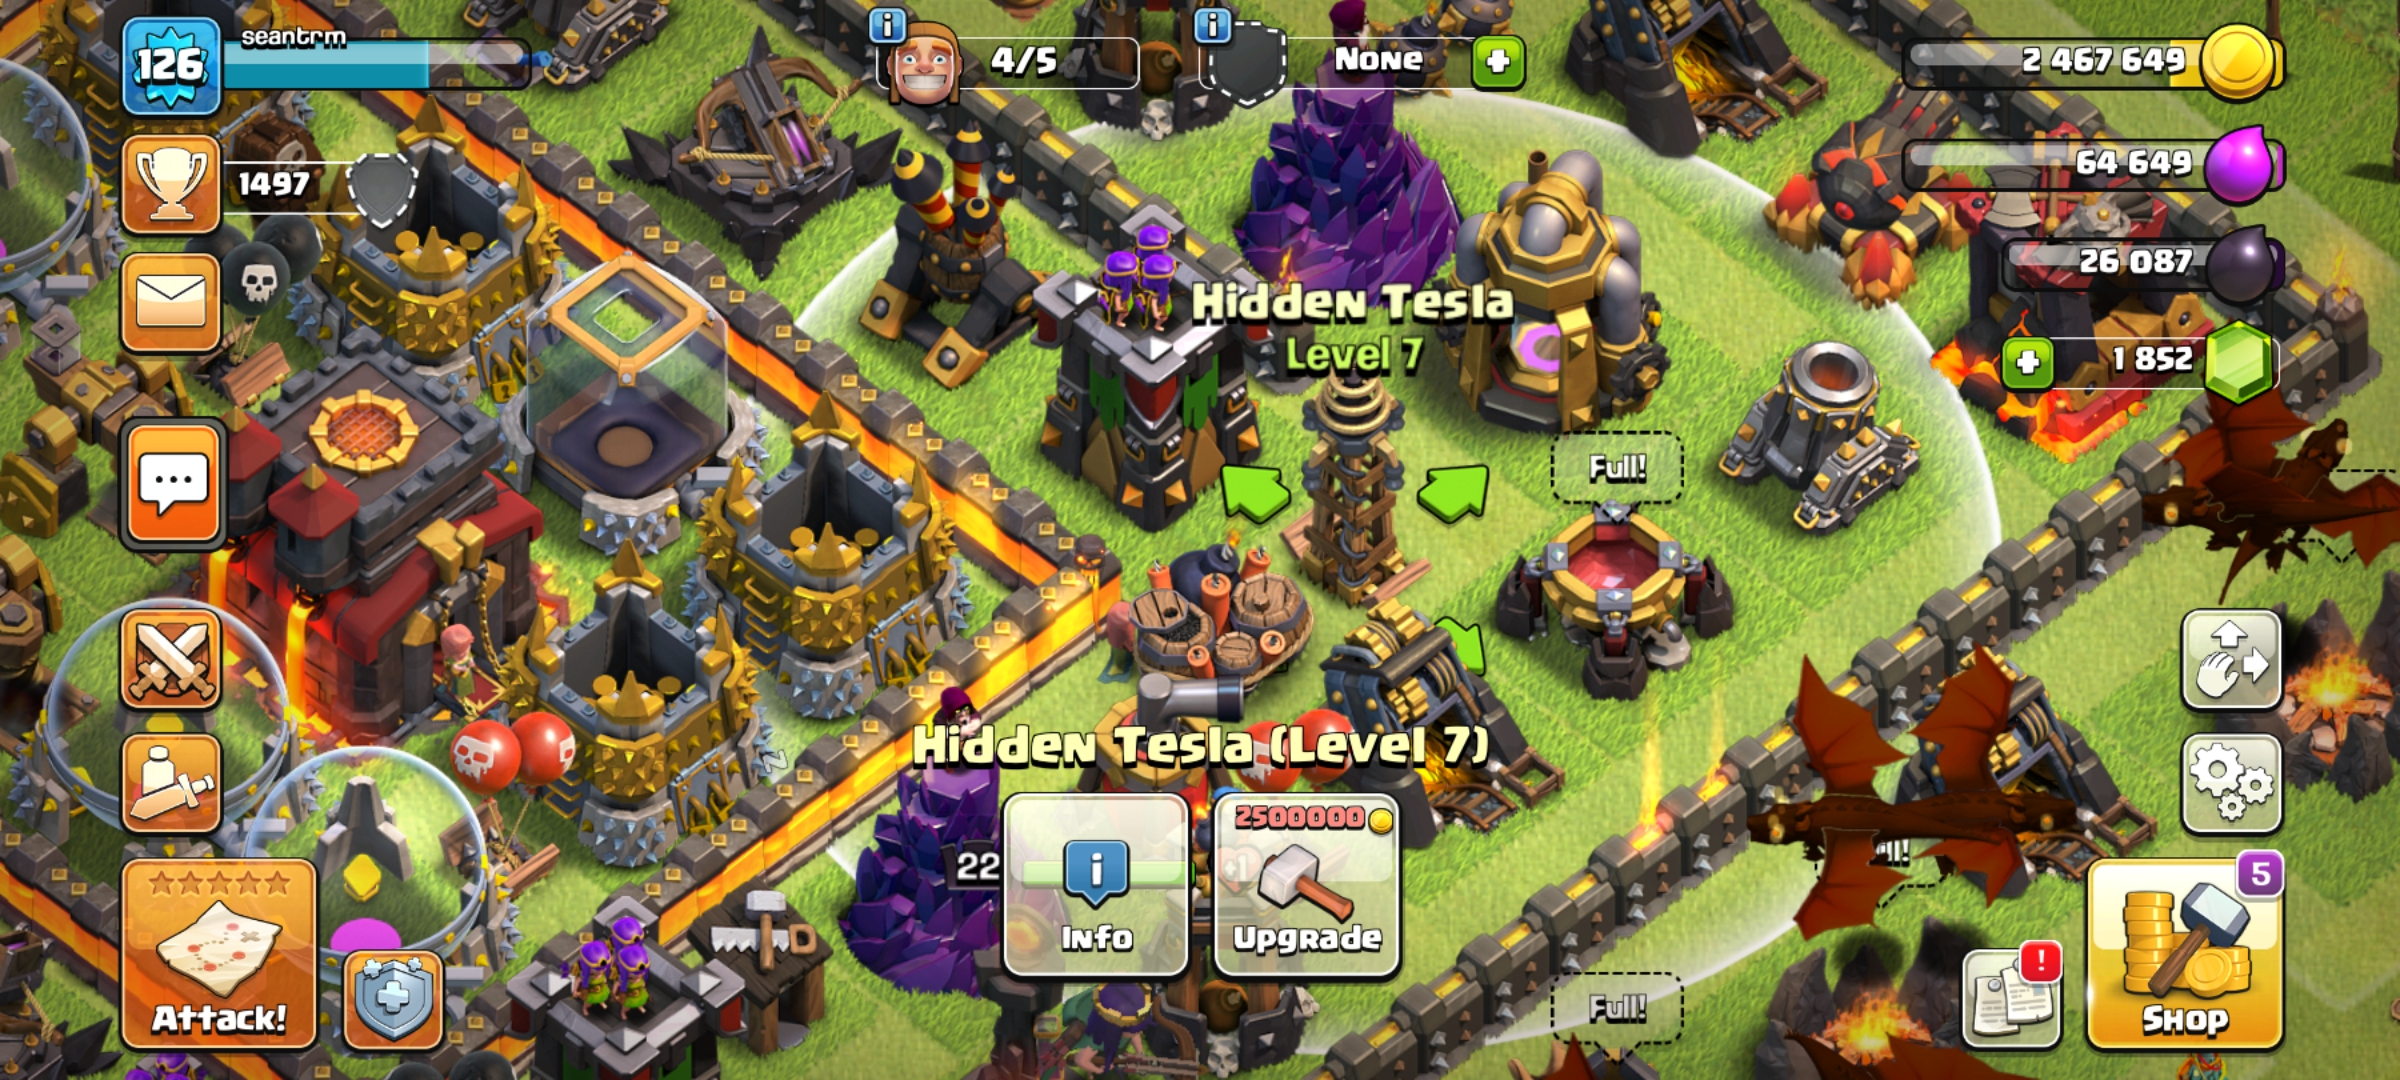 126
seantrm
4/5
None
2 467 649
1497
64 649
26 087
1 852
Hidden Tesla
Level 7
Full!
Hidden Tesla (Level 7)
2500000
22
+1
Info
Upgrade
5
Attack!
Full!
!
Shop